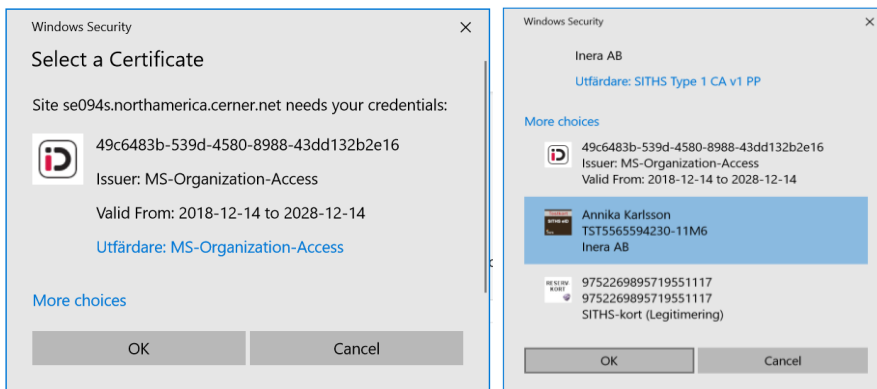 Windows Security
Select a Certificate
Site se094s.northamerica.cerner.net needs your credentials:
49c6483b-539d-4580-8988-43dd132b2e16
Issuer: MS-Organization-Access
Valid From: 2018-12-14 to 2028-12-14
Utfärdare: MS-Organization-Access
More choices
OK
Cancel
Windows Security
Inera AB
Utfärdare: SITHS Type 1 CA v1 PP
More choices
49c6483b-539d-4580-8988-43dd132b2e16
Issuer: MS-Organization-Access
Valid From: 2018-12-14 to 2028-12-14
Annika Karlsson
TST5565594230-11M6
Inera AB
RESERV
KORT
9752269895719551117
9752269895719551117
SITHS-kort (Legitimering)
OK
Cancel